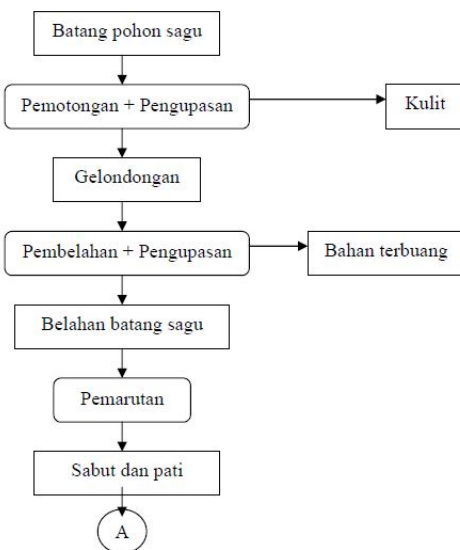 Batang pohon sagu
Pemotongan + Pengupasan
Kulit
Gelondongan
Pembelahan + Pengupasan
Bahan terbuang
Belahan batang sagu
Pemarutan
Sabut dan pati
A